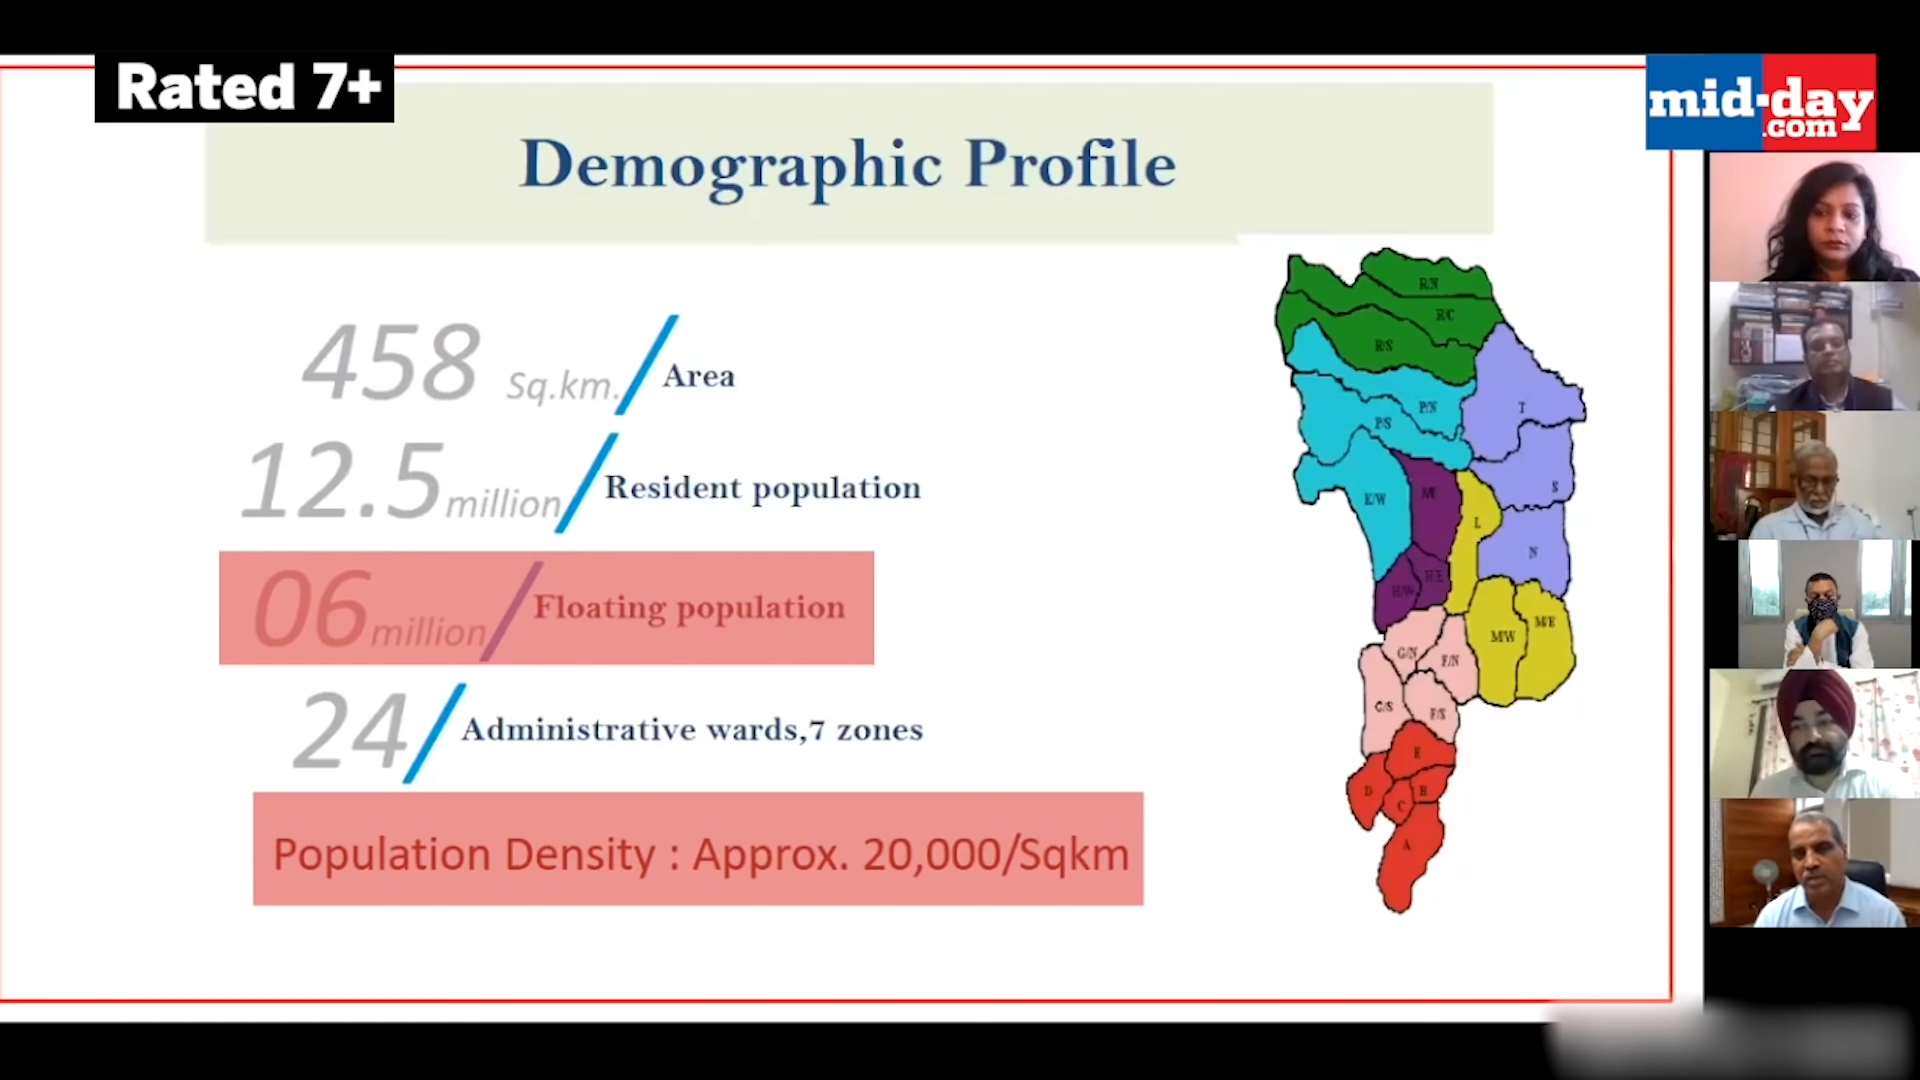 Rated 7+
mid-day
.com
Demographic Profile
458 Sq.km. Area
12.5 million Resident population
06 million Floating population
24 Administrative wards,7 zones
Population Density : Approx. 20,000/Sqkm
R/N
R/C
R/S
P/N
T
P/S
S
K/W
L
N
H/E
H/W
M/W
M/E
G/N
F/N
G/S
F/S
E
D
B
C
A